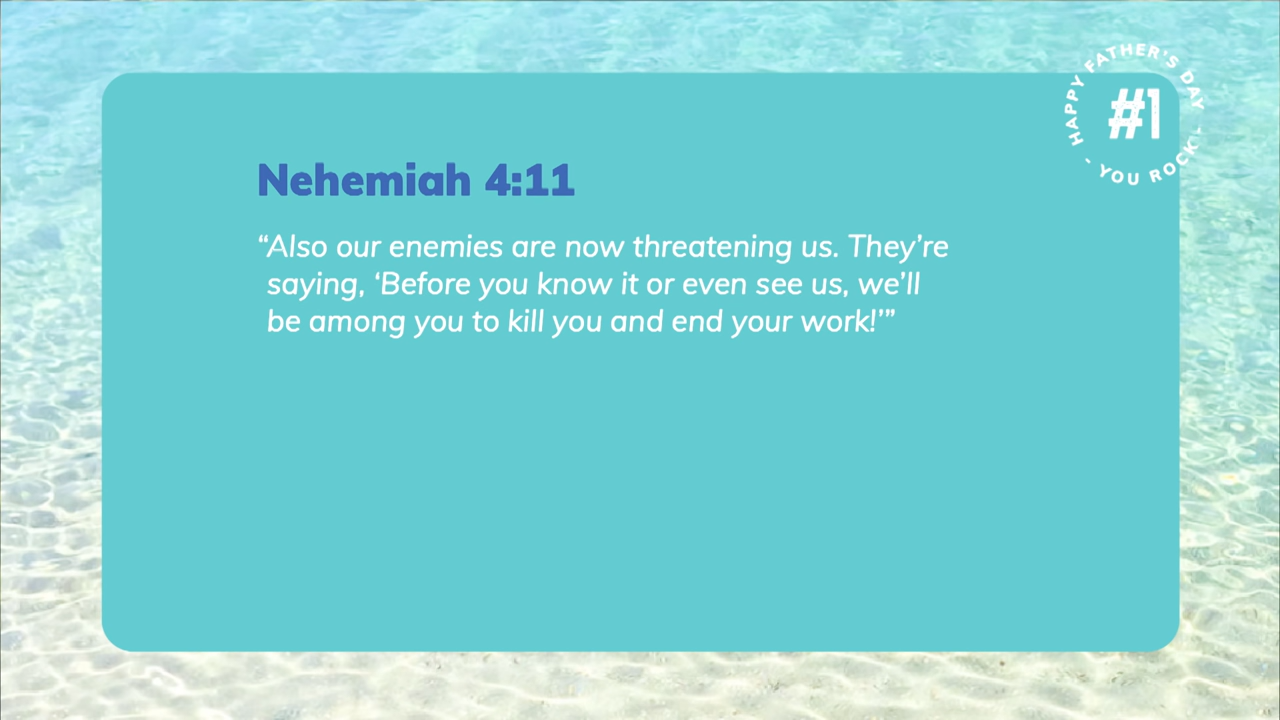 HAPPY FATHER'S DAY
#1
- YOU ROCK -
Nehemiah 4:11
“Also our enemies are now threatening us. They’re
saying, ‘Before you know it or even see us, we’ll
be among you to kill you and end your work!’”